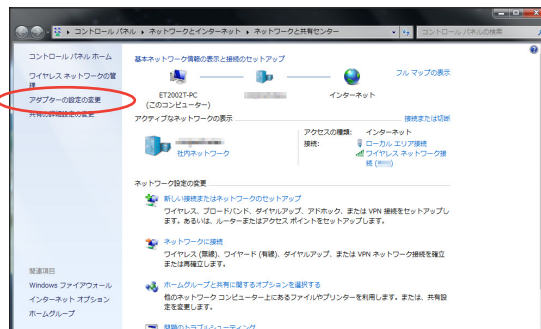 コントロール パネル ▸ ネットワークとインターネット ▸ ネットワークと共有センター
コントロール パネルの検索
コントロール パネル ホーム
ワイヤレス ネットワークの管
理
アダプターの設定の変更
共有の詳細設定の変更
基本ネットワーク情報の表示と接続のセットアップ
フル マップの表示
ET2002T-PC
(このコンピューター)
インターネット
アクティブなネットワークの表示
接続または切断
社内ネットワーク
アクセスの種類: インターネット
接続: ローカル エリア接続
ワイヤレス ネットワーク接
続 (
ネットワーク設定の変更
新しい接続またはネットワークのセットアップ
ワイヤレス、ブロードバンド、ダイヤルアップ、アドホック、または VPN 接続をセットアップし
ます。あるいは、ルーターまたはアクセス ポイントをセットアップします。
ネットワークに接続
ワイヤレス (無線)、ワイヤード (有線)、ダイヤルアップ、または VPN ネットワーク接続を確立
または再確立します。
ホームグループと共有に関するオプションを選択する
他のネットワーク コンピューター上にあるファイルやプリンターを利用します。または、共有設
定を変更します。
問題のトラブルシューティング
関連項目
Windows ファイアウォール
インターネット オプション
ホームグループ